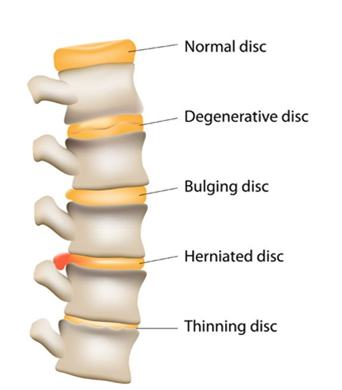 Normal disc
Degenerative disc
Bulging disc
Herniated disc
Thinning disc